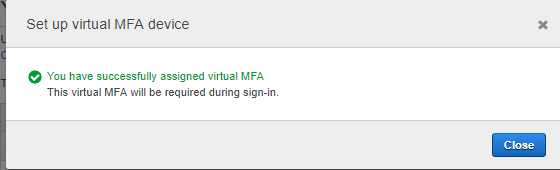 Set up virtual MFA device
You have successfully assigned virtual MFA
This virtual MFA will be required during sign-in.
Close